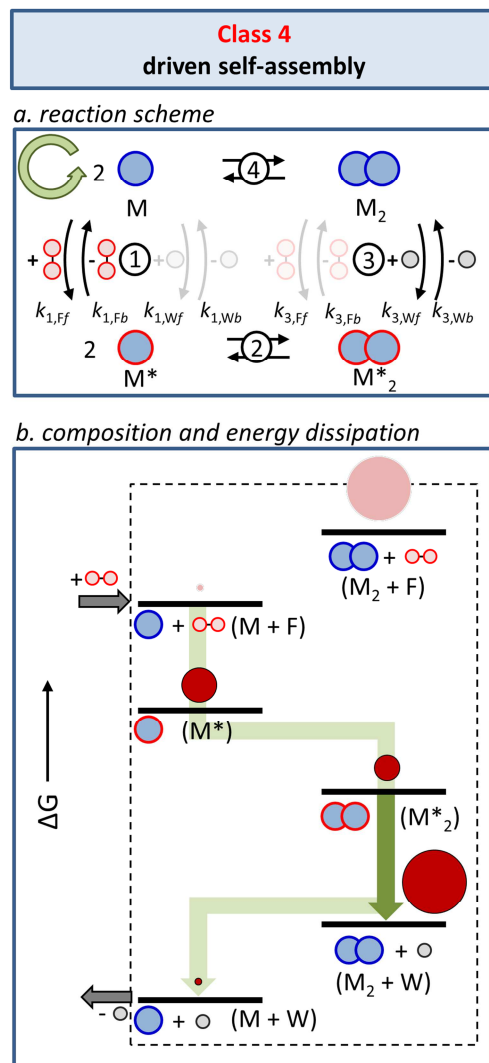 Class 4
driven self-assembly
a. reaction scheme
2 4
M M₂
+ - 1 + - + - 3 + -
k₁,Ff k₁,Fb k₁,Wf k₁,Wb k₃,Ff k₃,Fb k₃,Wf k₃,Wb
2 2
M* M*₂
b. composition and energy dissipation
+
(M₂ + F)
+
+ (M + F)
(M*)
ΔG
(M*₂)
+
(M₂ + W)
-
+ (M + W)